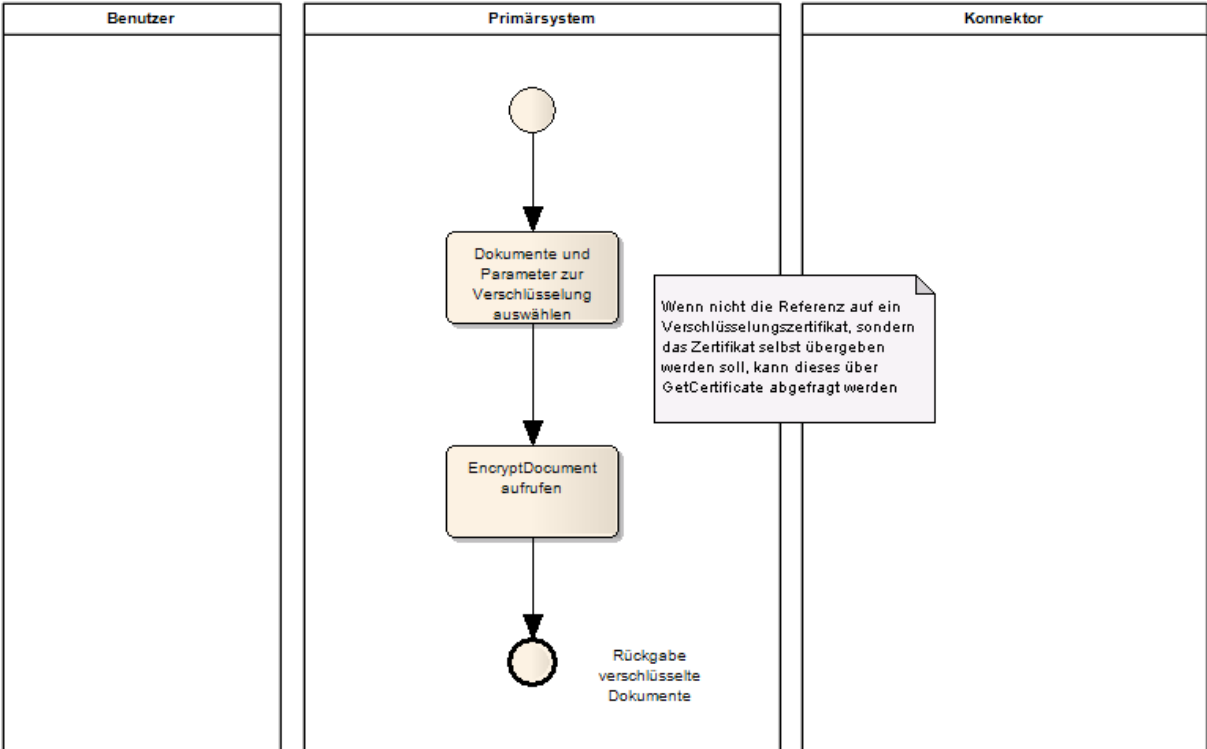 Benutzer
Primärsystem
Konnektor
Dokumente und
Parameter zur
Verschlüsselung
auswählen
Wenn nicht die Referenz auf ein
Verschlüsselungszertifikat, sondern
das Zertifikat selbst übergeben
werden soll, kann dieses über
GetCertificate abgefragt werden
EncryptDocument
aufrufen
Rückgabe
verschlüsselte
Dokumente